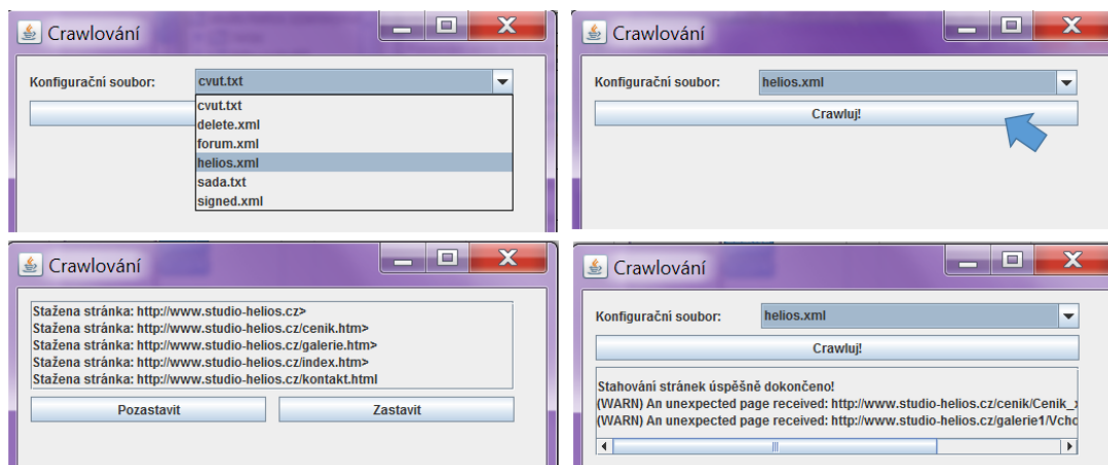 Crawlování
Konfigurační soubor: cvut.txt
cvut.txt
delete.xml
forum.xml
helios.xml
sada.txt
signed.xml
Crawlování
Konfigurační soubor: helios.xml
Crawluj!
Crawlování
Stažena stránka: http://www.studio-helios.cz>
Stažena stránka: http://www.studio-helios.cz/cenik.htm>
Stažena stránka: http://www.studio-helios.cz/galerie.htm>
Stažena stránka: http://www.studio-helios.cz/index.htm>
Stažena stránka: http://www.studio-helios.cz/kontakt.html
Pozastavit Zastavit
Crawlování
Konfigurační soubor: helios.xml
Crawluj!
Stahování stránek úspěšně dokončeno!
(WARN) An unexpected page received: http://www.studio-helios.cz/cenik/Cenik_
(WARN) An unexpected page received: http://www.studio-helios.cz/galerie1/Vcho